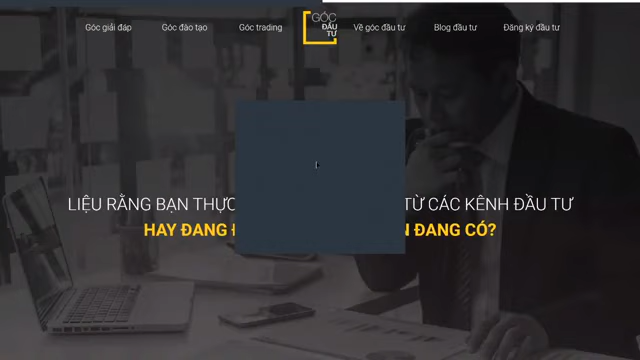 Góc giải đáp Góc đào tạo Góc trading GÓC ĐẦU TƯ Về góc đầu tư Blog đầu tư Đăng ký đầu tư
LIỆU RẰNG BẠN TỪ CÁC KÊNH ĐẦU TƯ
HAY ĐANG ĐANG CÓ?